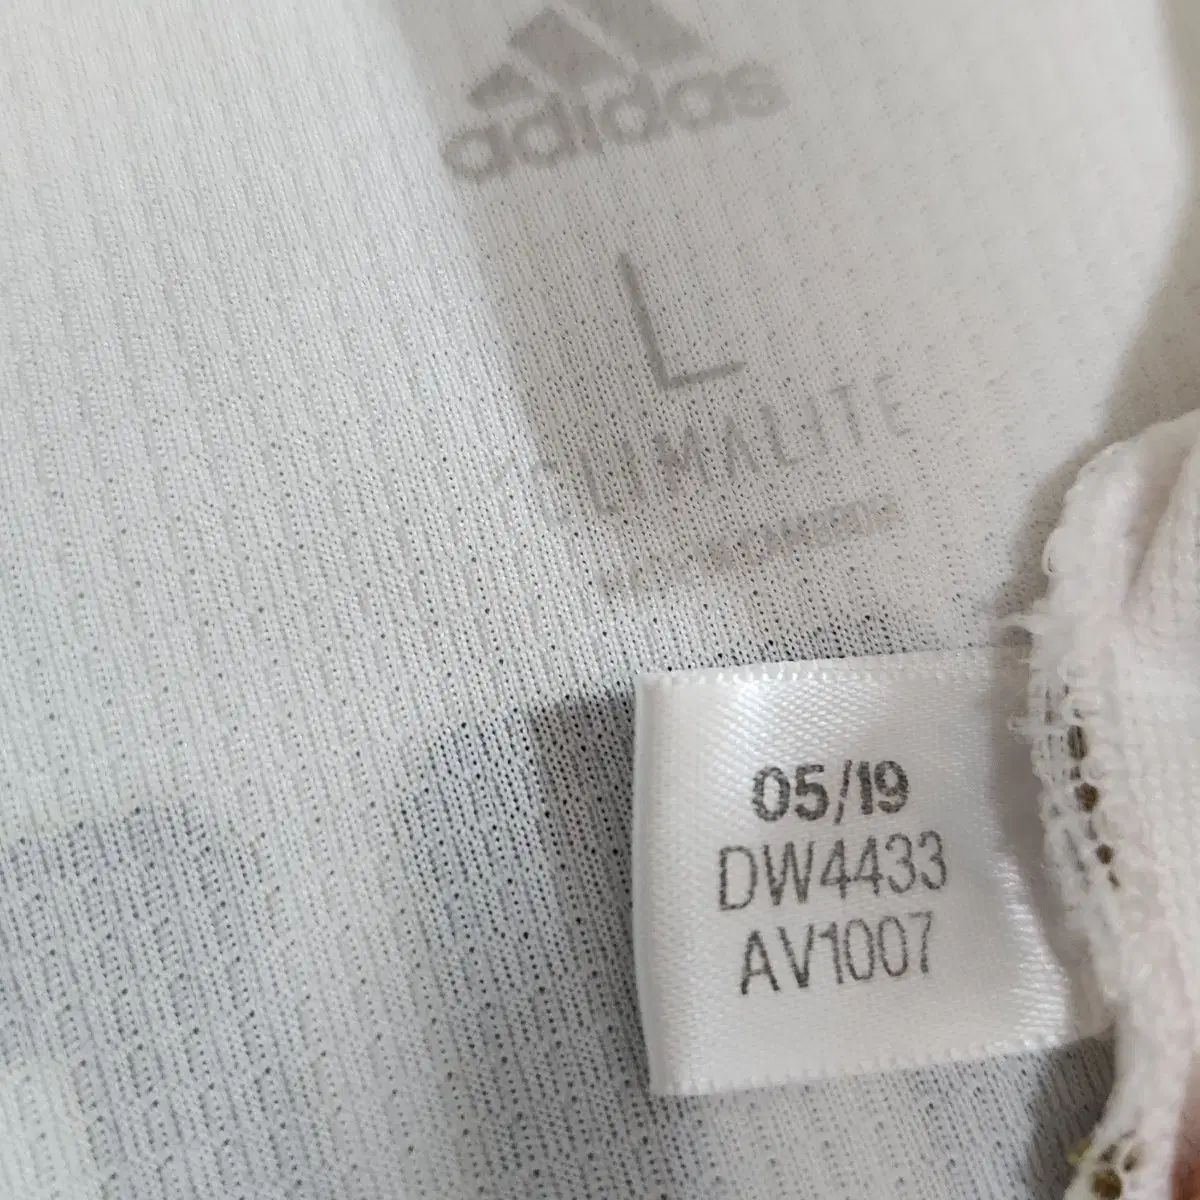 adidas
L
CLIMALITE
05/19
DW4433
AV1007